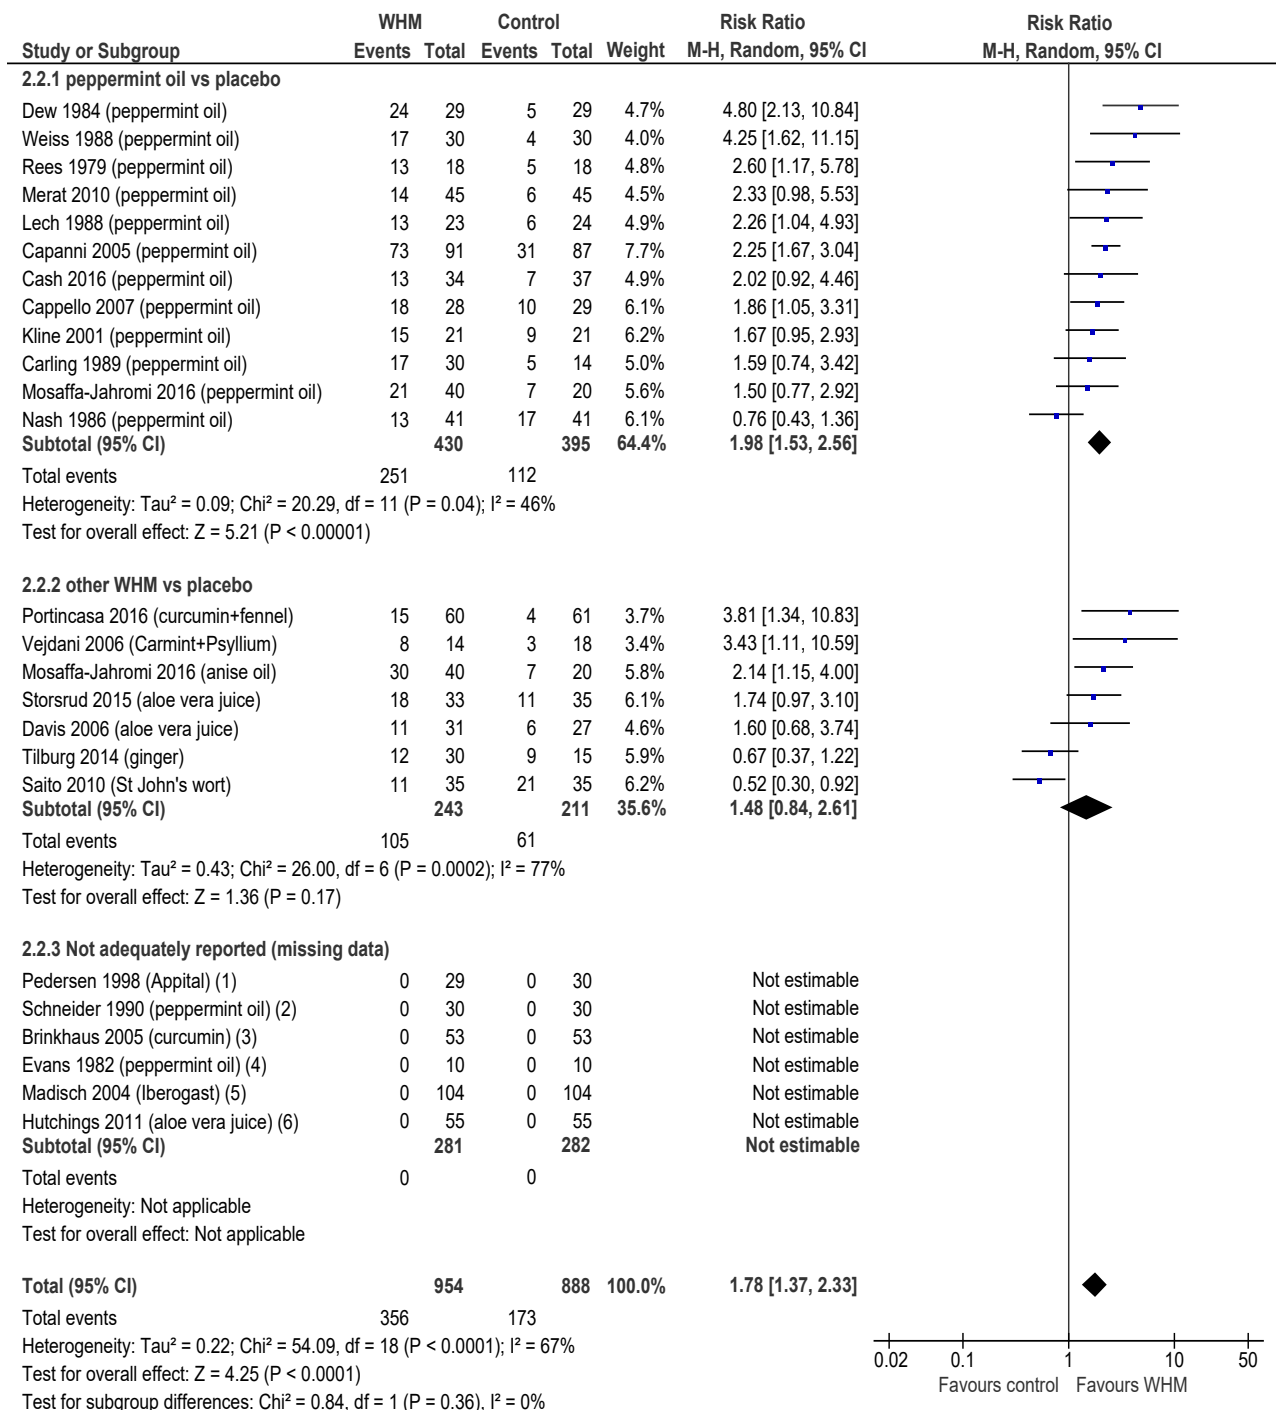 WHM Control Risk Ratio Risk Ratio
Study or Subgroup Events Total Events Total Weight M-H, Random, 95% CI M-H, Random, 95% CI
2.2.1 peppermint oil vs placebo
Dew 1984 (peppermint oil) 24 29 5 29 4.7% 4.80 [2.13, 10.84]
Weiss 1988 (peppermint oil) 17 30 4 30 4.0% 4.25 [1.62, 11.15]
Rees 1979 (peppermint oil) 13 18 5 18 4.8% 2.60 [1.17, 5.78]
Merat 2010 (peppermint oil) 14 45 6 45 4.5% 2.33 [0.98, 5.53]
Lech 1988 (peppermint oil) 13 23 6 24 4.9% 2.26 [1.04, 4.93]
Capanni 2005 (peppermint oil) 73 91 31 87 7.7% 2.25 [1.67, 3.04]
Cash 2016 (peppermint oil) 13 34 7 37 4.9% 2.02 [0.92, 4.46]
Cappello 2007 (peppermint oil) 18 28 10 29 6.1% 1.86 [1.05, 3.31]
Kline 2001 (peppermint oil) 15 21 9 21 6.2% 1.67 [0.95, 2.93]
Carling 1989 (peppermint oil) 17 30 5 14 5.0% 1.59 [0.74, 3.42]
Mosaffa-Jahromi 2016 (peppermint oil) 21 40 7 20 5.6% 1.50 [0.77, 2.92]
Nash 1986 (peppermint oil) 13 41 17 41 6.1% 0.76 [0.43, 1.36]
Subtotal (95% CI) 430 395 64.4% 1.98 [1.53, 2.56]
Total events 251 112
Heterogeneity: Tau² = 0.09; Chi² = 20.29, df = 11 (P = 0.04); I² = 46%
Test for overall effect: Z = 5.21 (P < 0.00001)
2.2.2 other WHM vs placebo
Portincasa 2016 (curcumin+fennel) 15 60 4 61 3.7% 3.81 [1.34, 10.83]
Vejdani 2006 (Carmint+Psyllium) 8 14 3 18 3.4% 3.43 [1.11, 10.59]
Mosaffa-Jahromi 2016 (anise oil) 30 40 7 20 5.8% 2.14 [1.15, 4.00]
Storsrud 2015 (aloe vera juice) 18 33 11 35 6.1% 1.74 [0.97, 3.10]
Davis 2006 (aloe vera juice) 11 31 6 27 4.6% 1.60 [0.68, 3.74]
Tilburg 2014 (ginger) 12 30 9 15 5.9% 0.67 [0.37, 1.22]
Saito 2010 (St John's wort) 11 35 21 35 6.2% 0.52 [0.30, 0.92]
Subtotal (95% CI) 243 211 35.6% 1.48 [0.84, 2.61]
Total events 105 61
Heterogeneity: Tau² = 0.43; Chi² = 26.00, df = 6 (P = 0.0002); I² = 77%
Test for overall effect: Z = 1.36 (P = 0.17)
2.2.3 Not adequately reported (missing data)
Pedersen 1998 (Appital) (1) 0 29 0 30 Not estimable
Schneider 1990 (peppermint oil) (2) 0 30 0 30 Not estimable
Brinkhaus 2005 (curcumin) (3) 0 53 0 53 Not estimable
Evans 1982 (peppermint oil) (4) 0 10 0 10 Not estimable
Madisch 2004 (Iberogast) (5) 0 104 0 104 Not estimable
Hutchings 2011 (aloe vera juice) (6) 0 55 0 55 Not estimable
Subtotal (95% CI) 281 282 Not estimable
Total events 0 0
Heterogeneity: Not applicable
Test for overall effect: Not applicable
Total (95% CI) 954 888 100.0% 1.78 [1.37, 2.33]
Total events 356 173
Heterogeneity: Tau² = 0.22; Chi² = 54.09, df = 18 (P < 0.0001); I² = 67%
Test for overall effect: Z = 4.25 (P < 0.0001)
Test for subgroup differences: Chi² = 0.84, df = 1 (P = 0.36), I² = 0%
0.02 0.1 1 10 50
Favours control Favours WHM